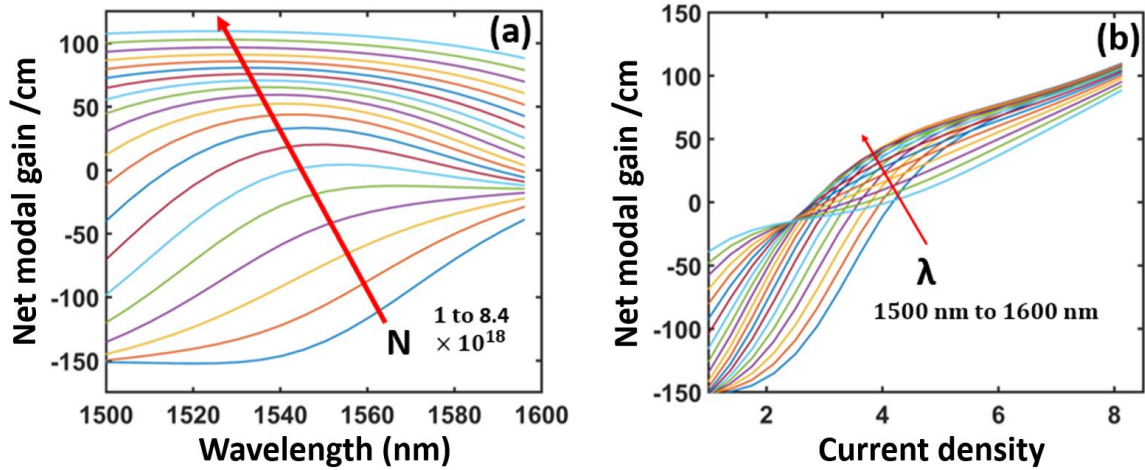 (a)
Net modal gain /cm
100
50
0
-50
-100
-150
N
1 to 8.4
× 10^18
1500 1520 1540 1560 1580 1600
Wavelength (nm)
(b)
Net modal gain /cm
150
100
50
0
-50
-100
-150
λ
1500 nm to 1600 nm
2 4 6 8
Current density